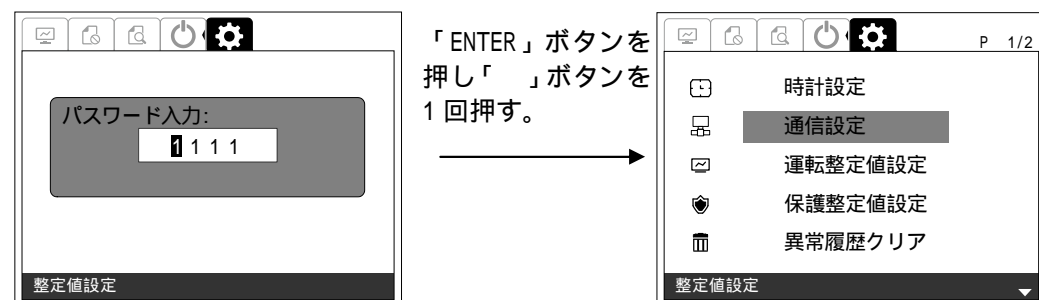 パスワード入力:
1 1 1 1
整定値設定
「ENTER」ボタンを
押し「　」ボタンを
1回押す。
P 1/2
時計設定
通信設定
運転整定値設定
保護整定値設定
異常履歴クリア
整定値設定